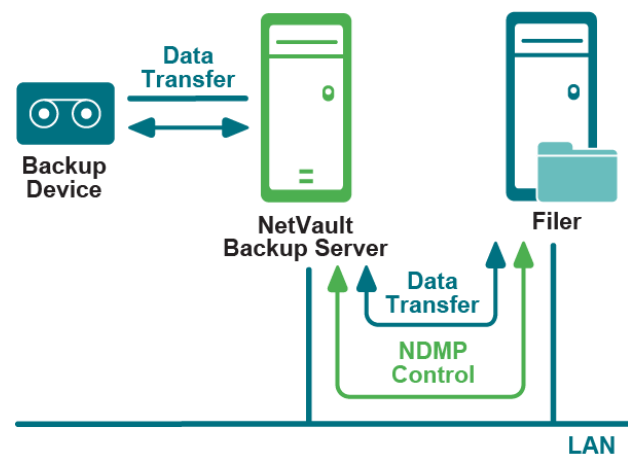 Data
Transfer
Backup
Device
NetVault
Backup Server
Filer
Data
Transfer
NDMP
Control
LAN